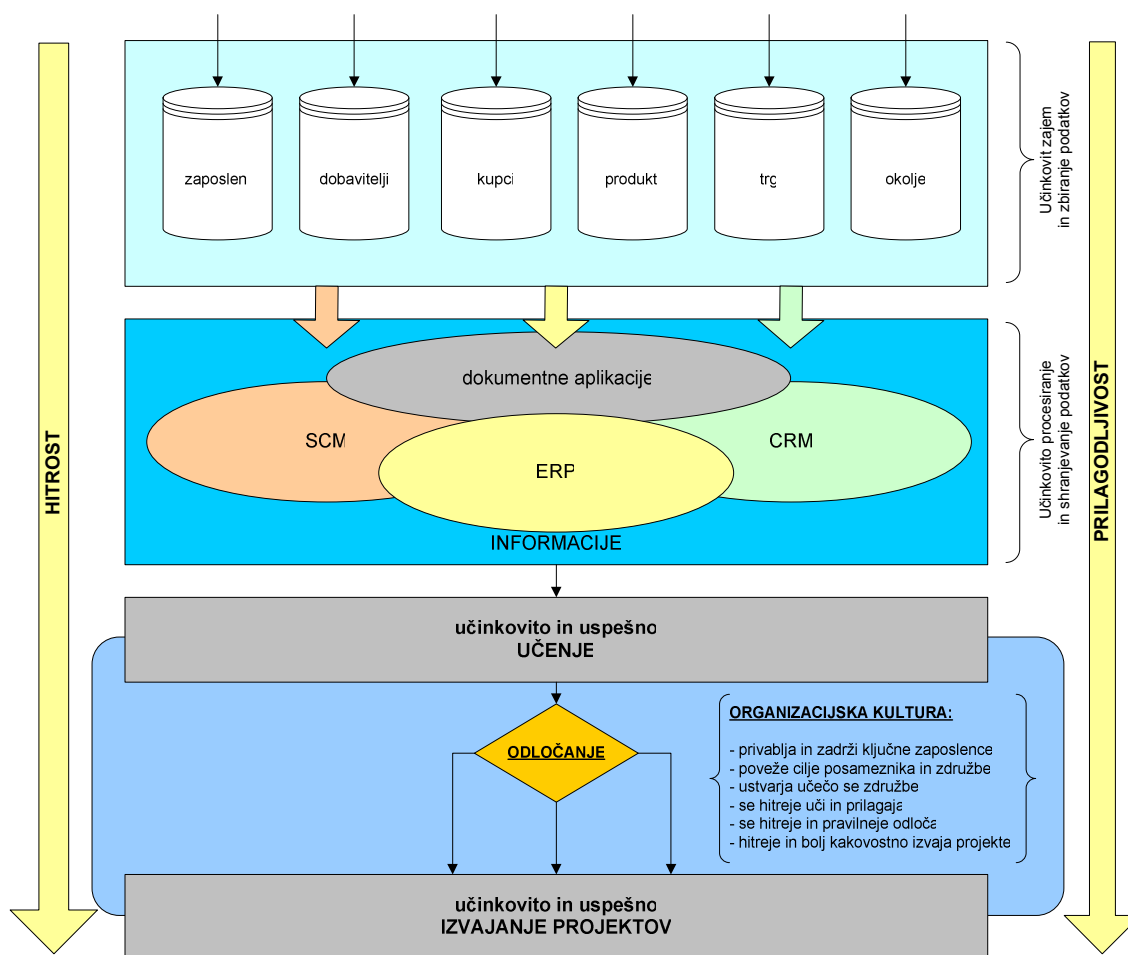 zaposlen
dobavitelji
kupci
produkt
trg
okolje
Učinkovit zajem
in zbiranje podatkov
dokumentne aplikacije
SCM
CRM
ERP
INFORMACIJE
Učinkovito procesiranje
in shranjevanje podatkov
HITROST
PRILAGODLJIVOST
učinkovito in uspešno
UČENJE
ODLOČANJE
ORGANIZACIJSKA KULTURA:
- privablja in zadrži ključne zaposlence
- poveže cilje posameznika in združbe
- ustvarja učečo se združbe
- se hitreje uči in prilagaja
- se hitreje in pravilneje odloča
- hitreje in bolj kakovostno izvaja projekte
učinkovito in uspešno
IZVAJANJE PROJEKTOV